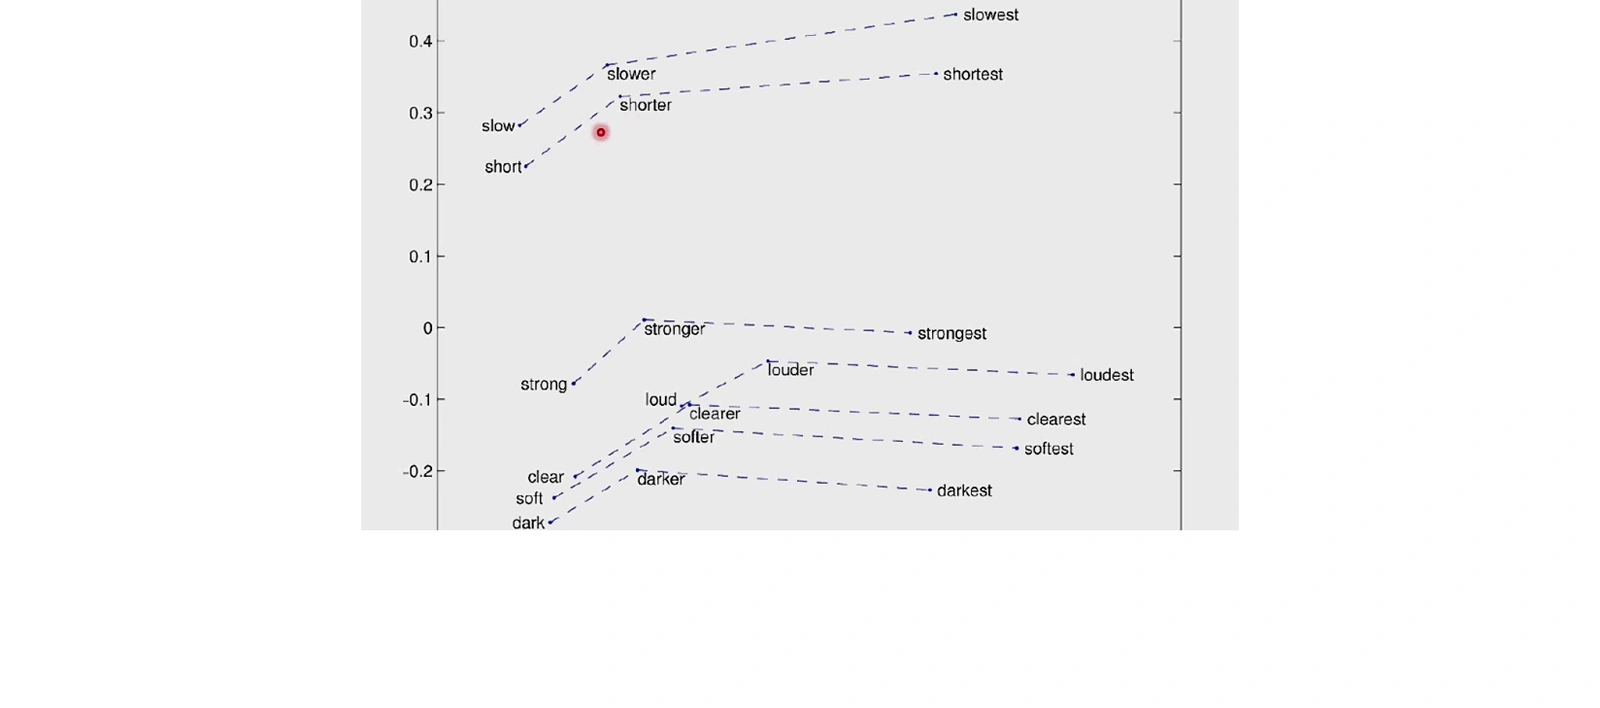 slowest
0.4
slower
shortest
shorter
0.3
slow
short
0.2
0.1
0
stronger
strongest
louder
loudest
strong
-0.1
loud
clearer
clearest
softer
softest
-0.2
clear
darker
darkest
soft
dark